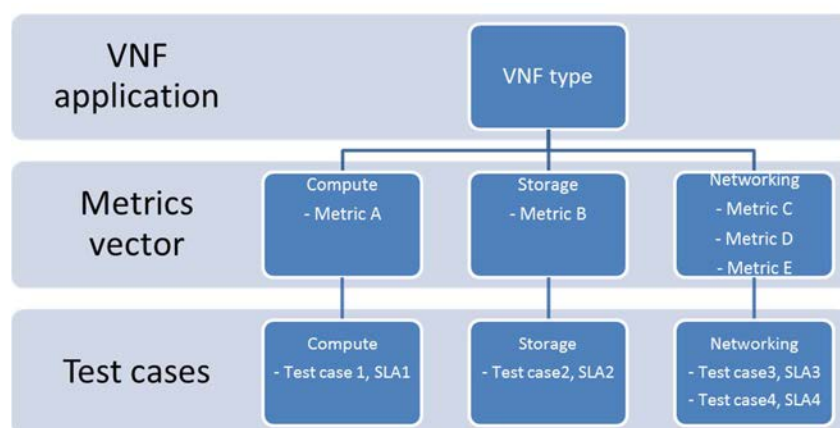 VNF
application
VNF type
Metrics
vector
Compute
- Metric A
Storage
- Metric B
Networking
- Metric C
- Metric D
- Metric E
Test cases
Compute
- Test case 1, SLA1
Storage
- Test case2, SLA2
Networking
- Test case3, SLA3
- Test case4, SLA4